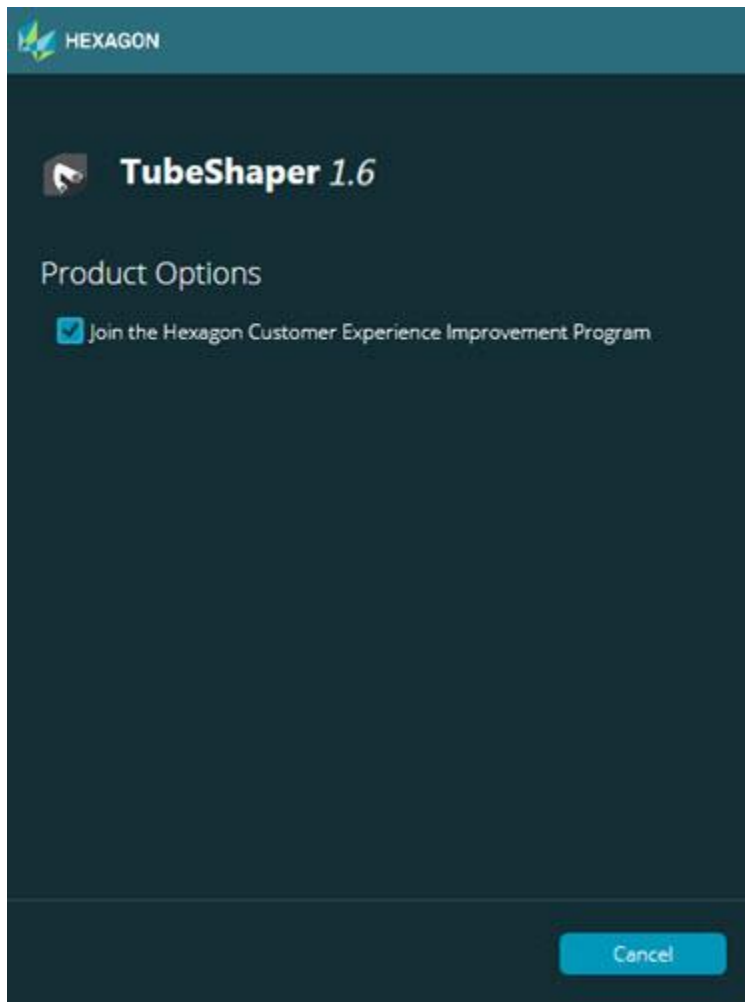 HEXAGON
TubeShaper 1.6
Product Options
Join the Hexagon Customer Experience Improvement Program
Cancel